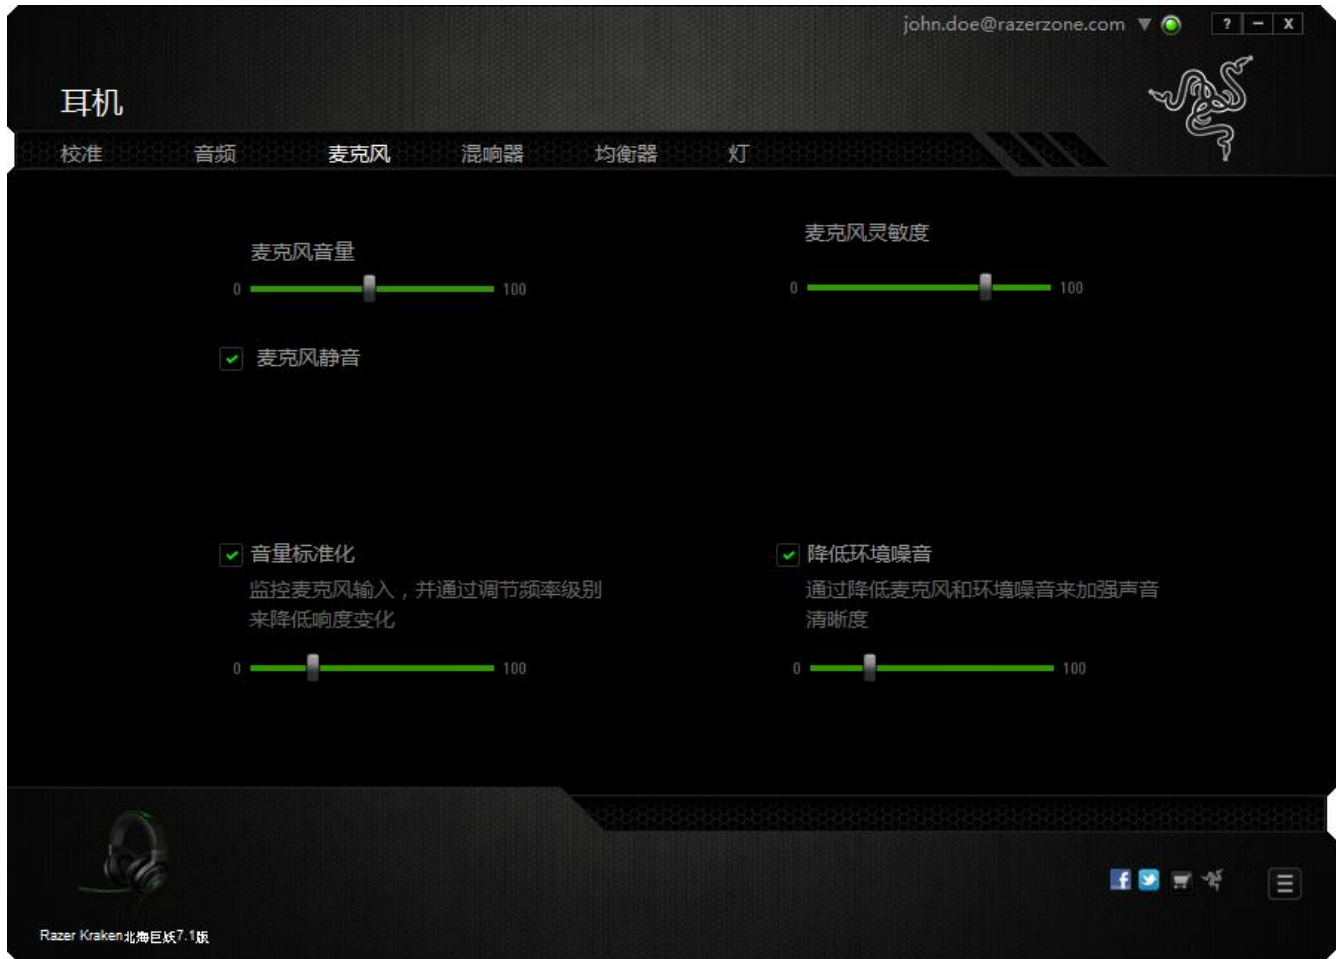 john.doe@razerzone.com ▼ ? – X
耳机
校准 音频 麦克风 混响器 均衡器 灯
麦克风音量
0 100
麦克风灵敏度
0 100
麦克风静音
音量标准化
监控麦克风输入，并通过调节频率级别
来降低响度变化
0 100
降低环境噪音
通过降低麦克风和环境噪音来加强声音
清晰度
0 100
Razer Kraken北海巨妖7.1版